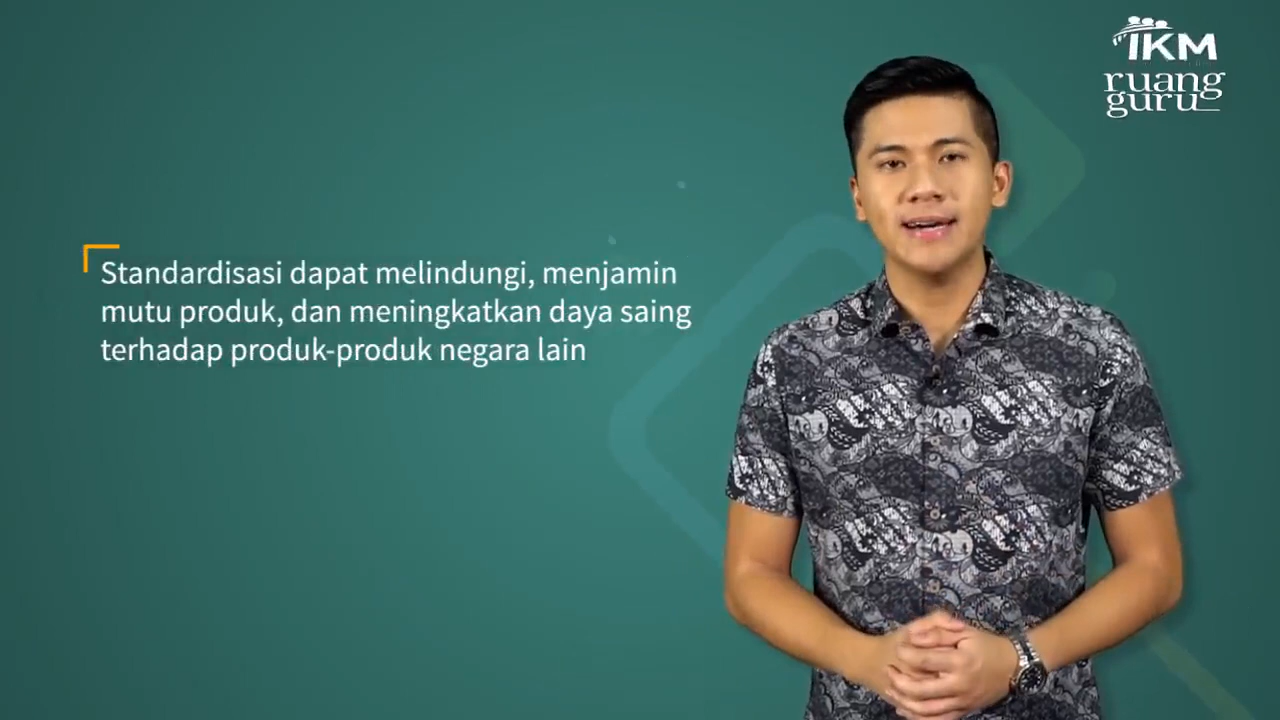 IKM
ruang
guru
Standardisasi dapat melindungi, menjamin
mutu produk, dan meningkatkan daya saing
terhadap produk-produk negara lain